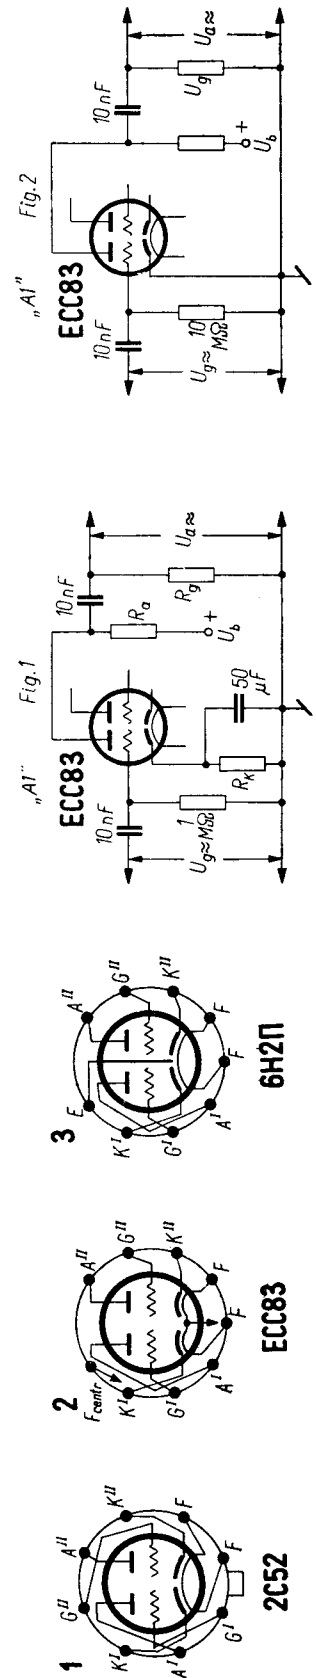 1
G^II
A^II
K^II
K^I
F
A^I
F
G^I
2C52
2
F centr
A^II
G^II
K^I
K^II
G^I
F
A^I
F
ECC83
3
E
A^II
G^II
K^I
K^II
G^I
F
A^I
F
6Н2П
„A1" Fig.1
ECC83
10 nF
10 nF
U_g≈
1
MΩ
R_a
+
U_b
R_k
50
µF
R_g
U_a≈
„A1" Fig.2
ECC83
10 nF
10 nF
U_g≈
10
MΩ
+
U_b
U_g
U_a≈